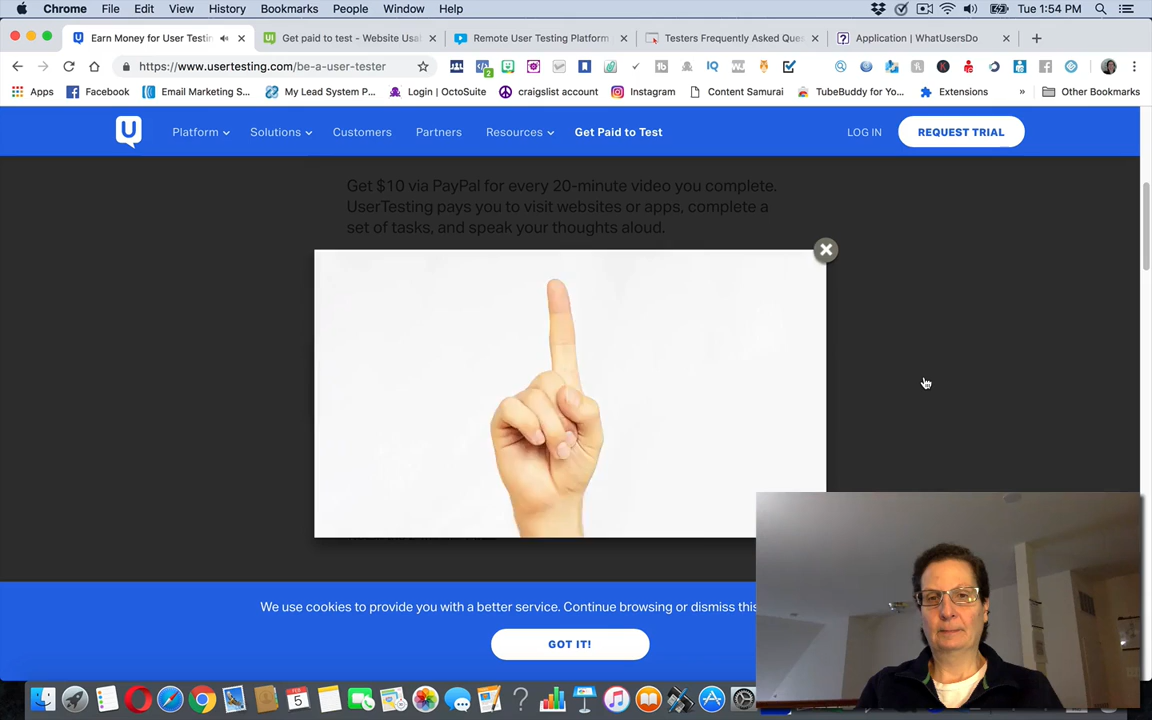 Chrome File Edit View History Bookmarks People Window Help Tue 1:54 PM
Earn Money for User Testin
Get paid to test - Website Usab
Remote User Testing Platform
Testers Frequently Asked Ques
Application | WhatUsersDo
https://www.usertesting.com/be-a-user-tester
Apps Facebook Email Marketing S... My Lead System P... Login | OctoSuite craigslist account Instagram Content Samurai TubeBuddy for Yo... Extensions » Other Bookmarks
Platform Solutions Customers Partners Resources Get Paid to Test LOG IN REQUEST TRIAL
Get $10 via PayPal for every 20-minute video you complete.
UserTesting pays you to visit websites or apps, complete a
set of tasks, and speak your thoughts aloud.
We use cookies to provide you with a better service. Continue browsing or dismiss this
GOT IT!